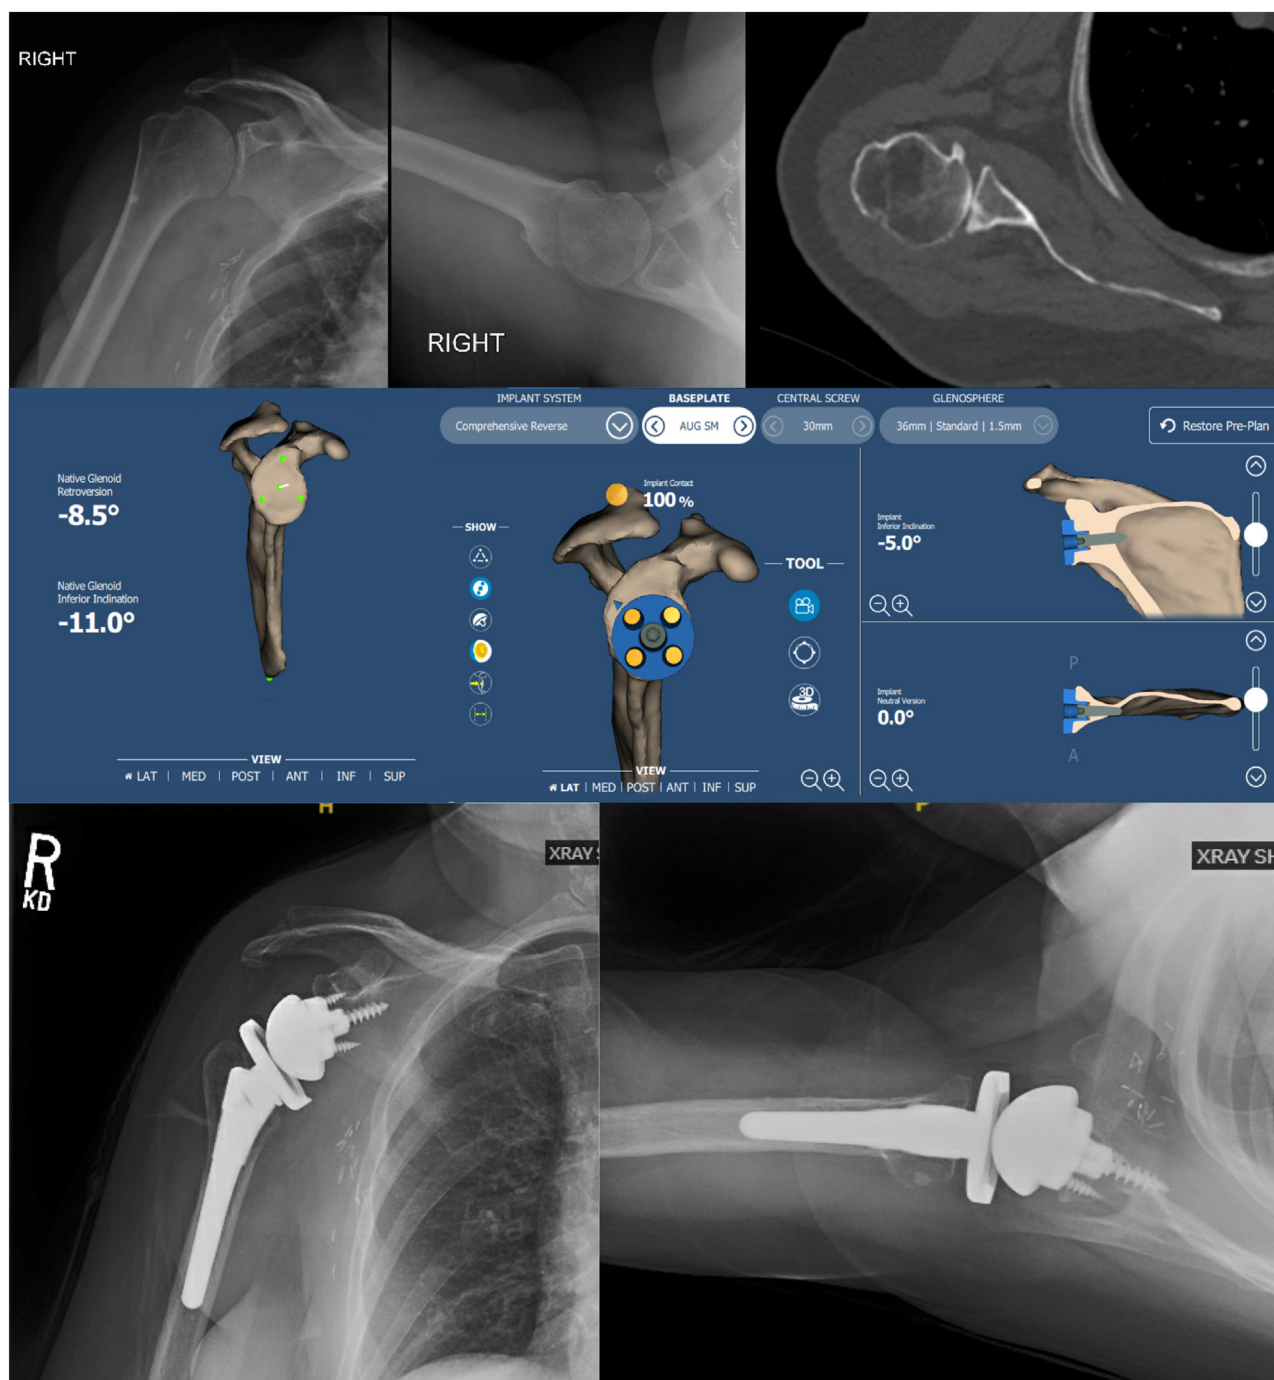 RIGHT
RIGHT
IMPLANT SYSTEM
BASEPLATE
CENTRAL SCREW
GLENOSPHERE
Comprehensive Reverse
AUG SM
30mm
36mm | Standard | 1.5mm
Restore Pre-Plan
Native Glenoid
Retroversion
-8.5°
Native Glenoid
Inferior Inclination
-11.0°
VIEW
LAT | MED | POST | ANT | INF | SUP
SHOW
Implant Contact
100 %
TOOL
3D
VIEW
LAT | MED | POST | ANT | INF | SUP
Implant
Inferior Inclination
-5.0°
P
Implant
Neutral Version
0.0°
A
R
KD
XRAY
XRAY SH